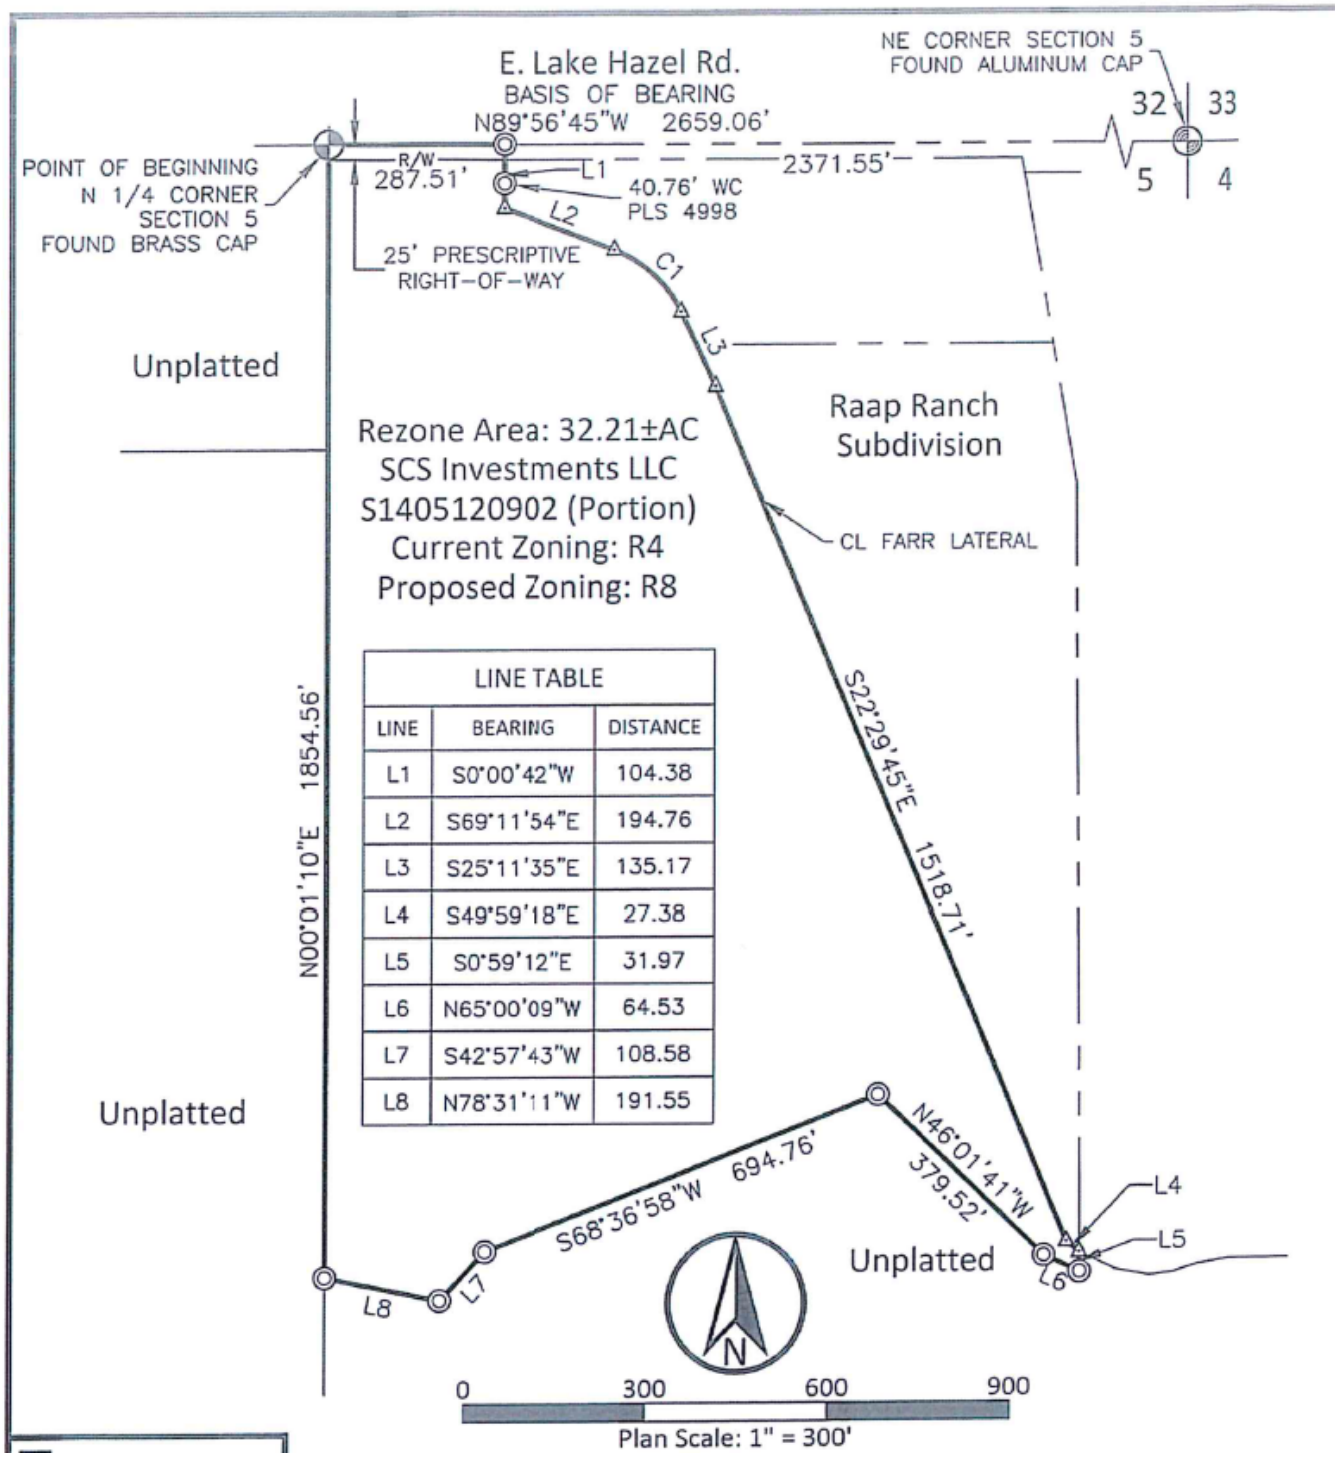 NE CORNER SECTION 5
FOUND ALUMINUM CAP
E. Lake Hazel Rd.
BASIS OF BEARING
N89°56'45"W 2659.06'
32 33
5 4
POINT OF BEGINNING
N 1/4 CORNER
SECTION 5
FOUND BRASS CAP
R/W
287.51'
L1
2371.55'
40.76' WC
PLS 4998
L2
25' PRESCRIPTIVE
RIGHT-OF-WAY
C1
L3
Unplatted
Raap Ranch
Subdivision
Rezone Area: 32.21±AC
SCS Investments LLC
S1405120902 (Portion)
Current Zoning: R4
Proposed Zoning: R8
CL FARR LATERAL
LINE TABLE
LINE BEARING DISTANCE
L1 S0°00'42"W 104.38
L2 S69°11'54"E 194.76
L3 S25°11'35"E 135.17
L4 S49°59'18"E 27.38
L5 S0°59'12"E 31.97
L6 N65°00'09"W 64.53
L7 S42°57'43"W 108.58
L8 N78°31'11"W 191.55
N00°01'10"E 1854.56'
S22°29'45"E 1518.71'
Unplatted
N46°01'41"W
379.52'
S68°36'58"W 694.76'
L4
L5
L6
Unplatted
L7
L8
N
0 300 600 900
Plan Scale: 1" = 300'